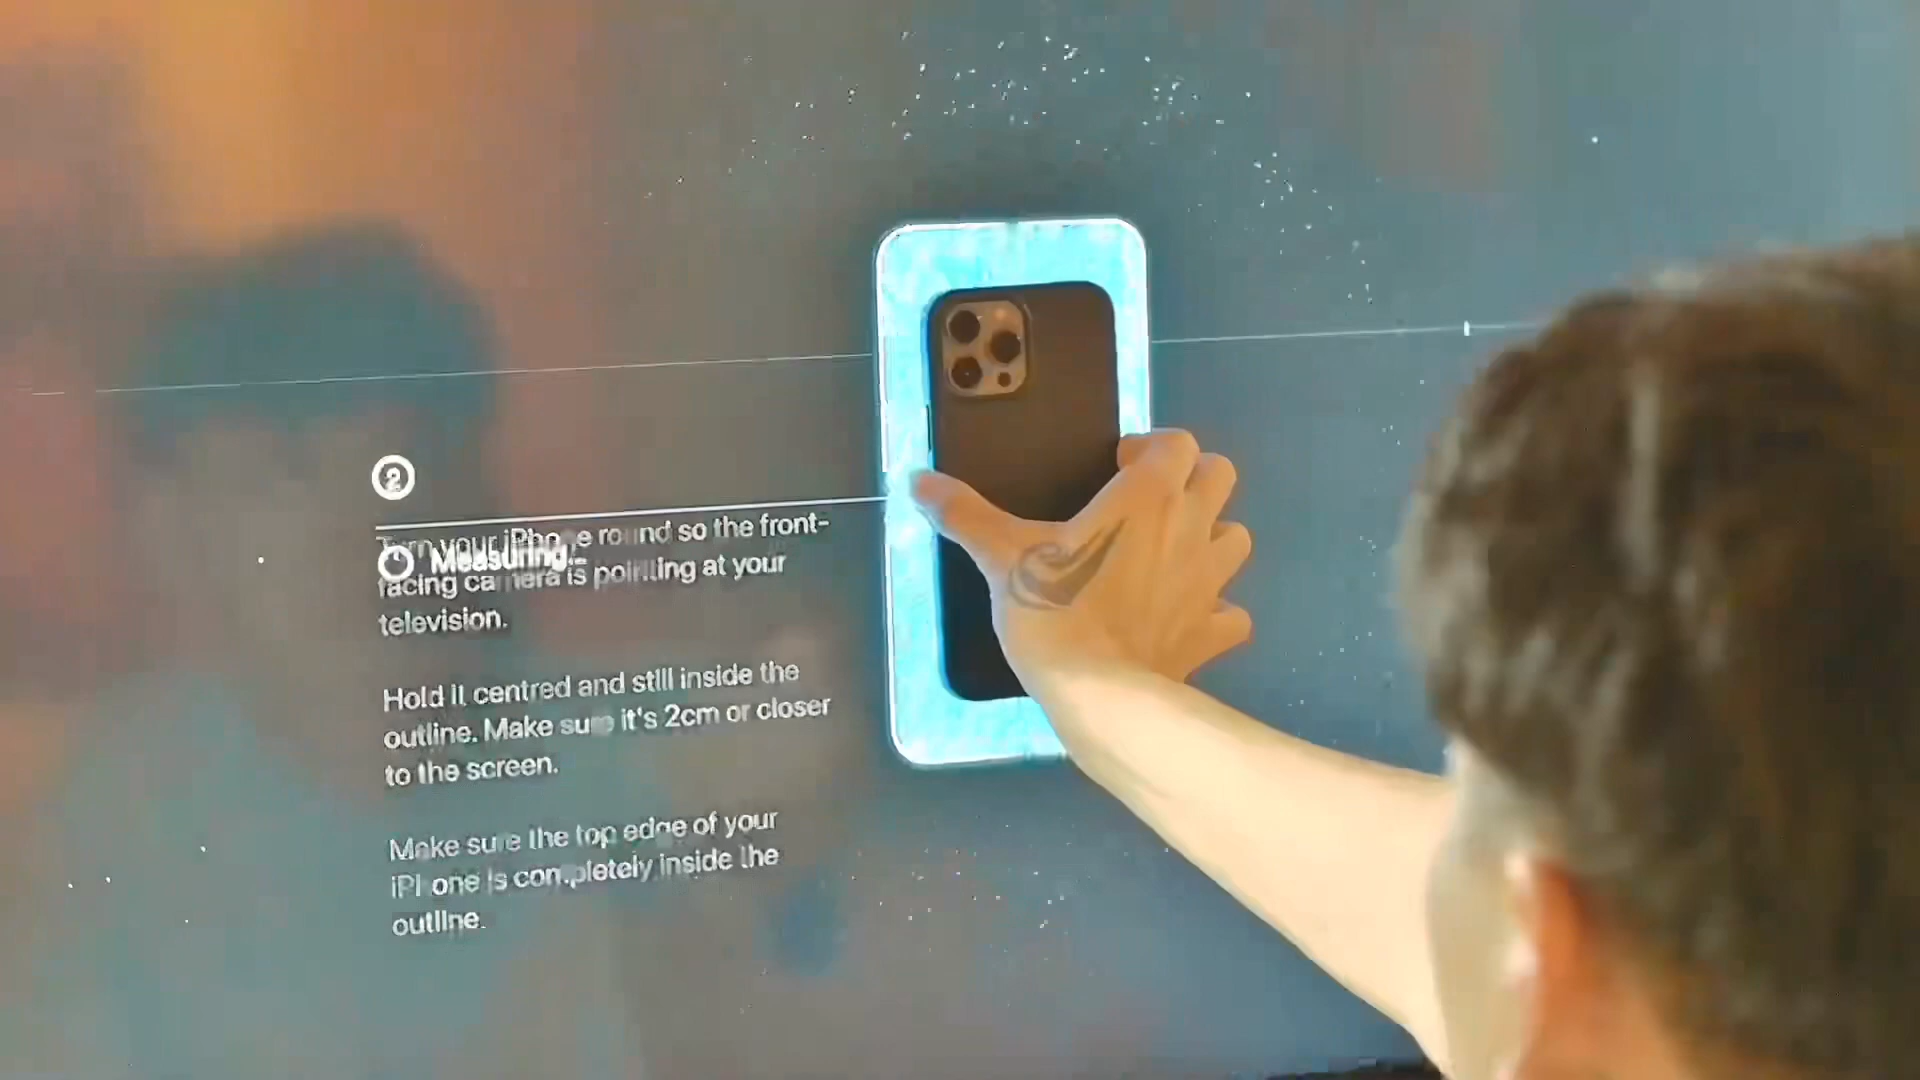 2
Turn your iPhone round so the front-
Measuring...
facing camera is pointing at your
television.
Hold it centred and still inside the
outline. Make sure it's 2cm or closer
to the screen.
Make sure the top edge of your
iPhone is completely inside the
outline.